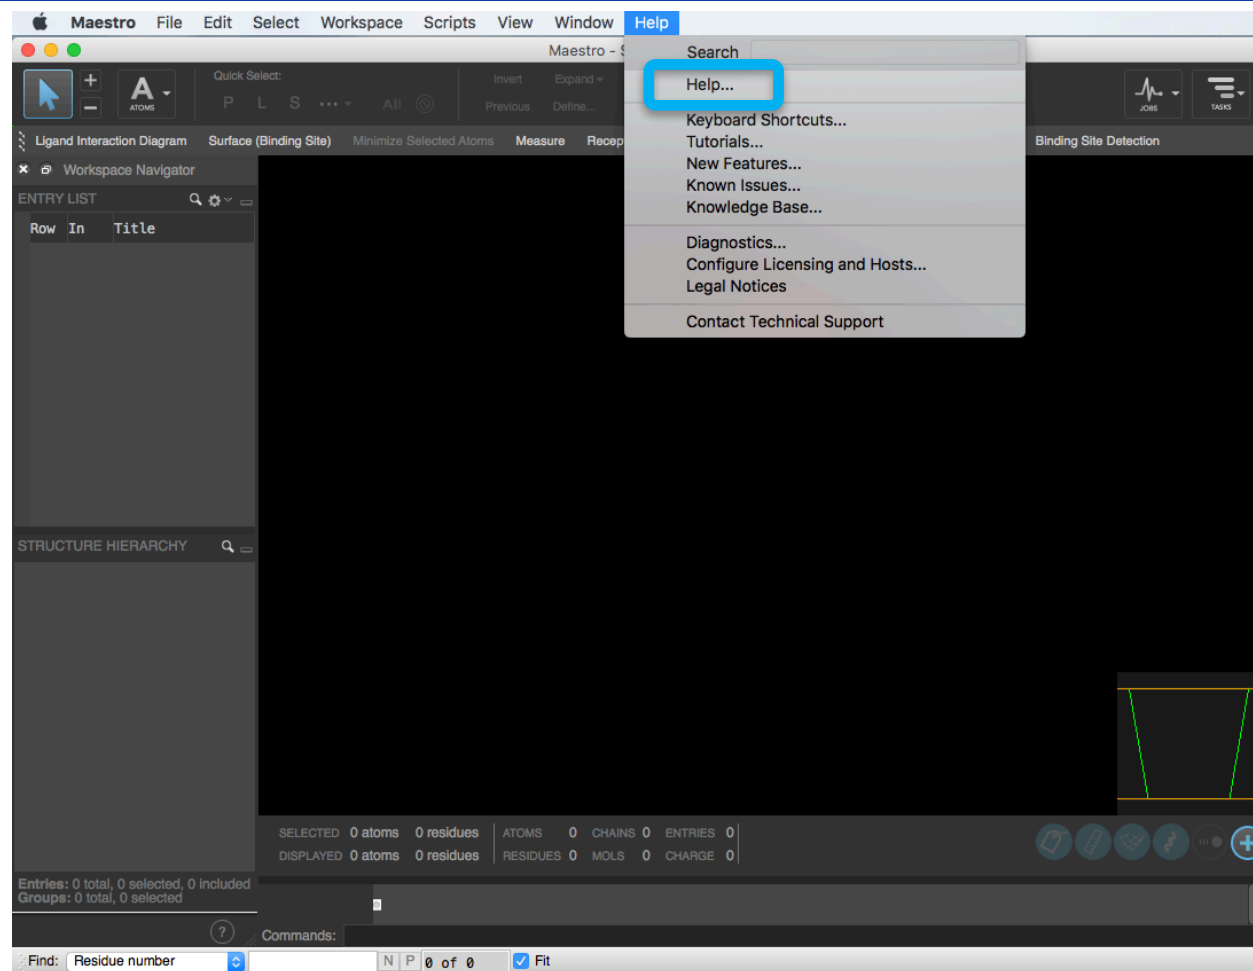 Maestro File Edit Select Workspace Scripts View Window Help
Maestro - S
Search
Help...
Keyboard Shortcuts...
Tutorials...
New Features...
Known Issues...
Knowledge Base...
Diagnostics...
Configure Licensing and Hosts...
Legal Notices
Contact Technical Support
A
ATOMS
Quick Select:
P L S ... All
Invert Expand
Previous Define...
JOBS
TASKS
Ligand Interaction Diagram Surface (Binding Site) Minimize Selected Atoms Measure Recep Binding Site Detection
Workspace Navigator
ENTRY LIST
Row In Title
STRUCTURE HIERARCHY
SELECTED 0 atoms 0 residues ATOMS 0 CHAINS 0 ENTRIES 0
DISPLAYED 0 atoms 0 residues RESIDUES 0 MOLS 0 CHARGE 0
Entries: 0 total, 0 selected, 0 included
Groups: 0 total, 0 selected
?
Commands:
Find: Residue number N P 0 of 0 Fit